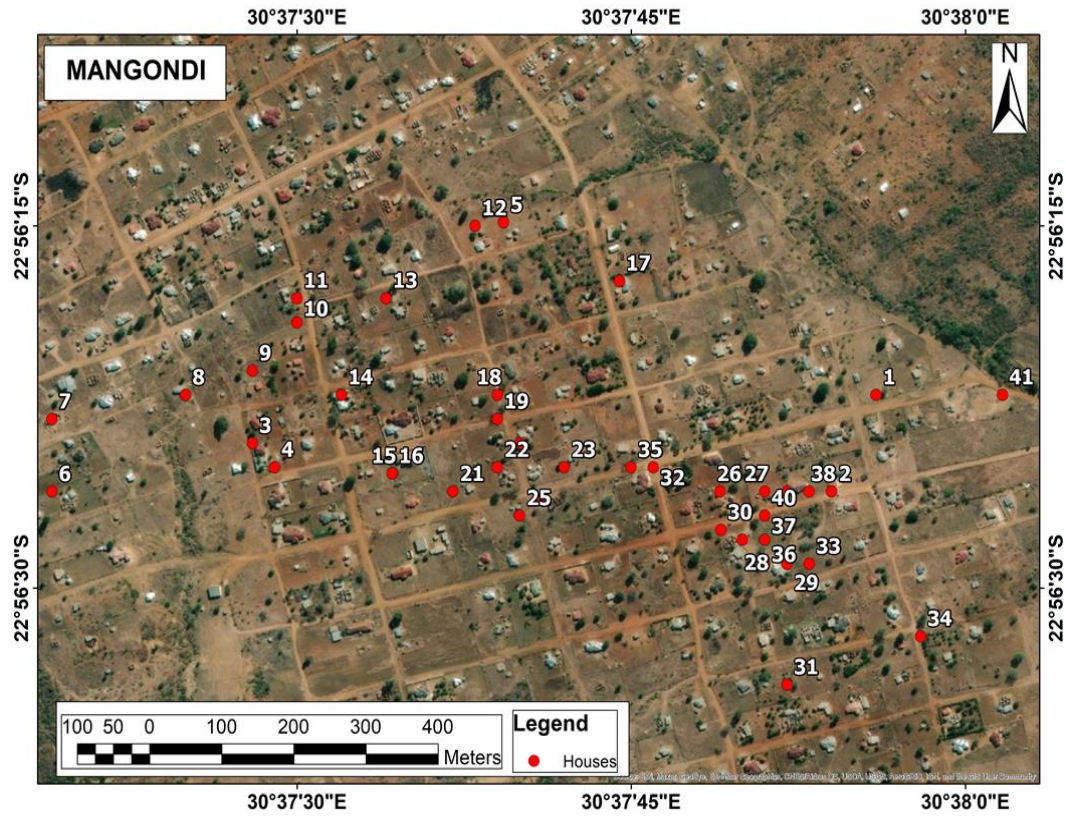 30°37'30"E 30°37'45"E 30°38'0"E
MANGONDI
N
22°56'15"S 22°56'15"S
12 5
17
11 13
10
9
8 14 18 1 41
7 19
3
4 15 16 22 23 35
32
6 21 26 27 38 2
25 40
30 37
28 36 33
29
22°56'30"S 22°56'30"S
34
31
100 50 0 100 200 300 400
Meters
Legend
Houses
30°37'30"E 30°37'45"E 30°38'0"E